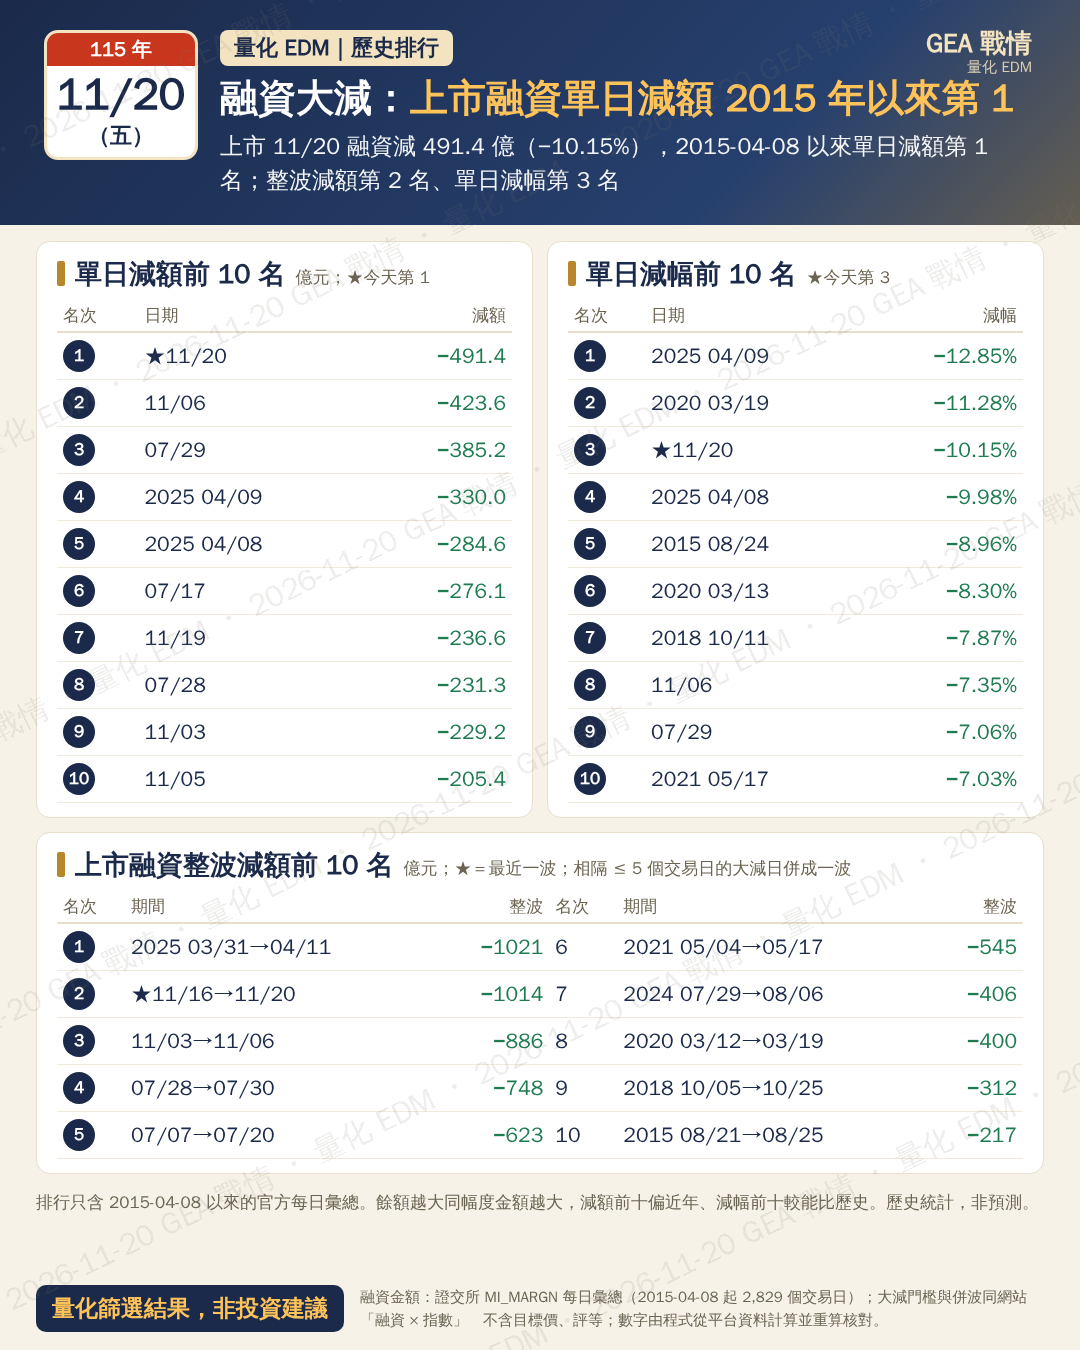 115 年
11/20
（五）
量化 EDM｜歷史排行
GEA 戰情
量化 EDM
融資大減：上市融資單日減額 2015 年以來第 1
上市 11/20 融資減 491.4 億（−10.15%），2015-04-08 以來單日減額第 1
名；整波減額第 2 名、單日減幅第 3 名
單日減額前 10 名 億元；★今天第 1
名次 日期 減額
1 ★11/20 −491.4
2 11/06 −423.6
3 07/29 −385.2
4 2025 04/09 −330.0
5 2025 04/08 −284.6
6 07/17 −276.1
7 11/19 −236.6
8 07/28 −231.3
9 11/03 −229.2
10 11/05 −205.4
單日減幅前 10 名 ★今天第 3
名次 日期 減幅
1 2025 04/09 −12.85%
2 2020 03/19 −11.28%
3 ★11/20 −10.15%
4 2025 04/08 −9.98%
5 2015 08/24 −8.96%
6 2020 03/13 −8.30%
7 2018 10/11 −7.87%
8 11/06 −7.35%
9 07/29 −7.06%
10 2021 05/17 −7.03%
上市融資整波減額前 10 名 億元；★＝最近一波；相隔 ≤ 5 個交易日的大減日併成一波
名次 期間 整波 名次 期間 整波
1 2025 03/31→04/11 −1021 6 2021 05/04→05/17 −545
2 ★11/16→11/20 −1014 7 2024 07/29→08/06 −406
3 11/03→11/06 −886 8 2020 03/12→03/19 −400
4 07/28→07/30 −748 9 2018 10/05→10/25 −312
5 07/07→07/20 −623 10 2015 08/21→08/25 −217
排行只含 2015-04-08 以來的官方每日彙總。餘額越大同幅度金額越大，減額前十偏近年、減幅前十較能比歷史。歷史統計，非預測。
量化篩選結果，非投資建議
融資金額：證交所 MI_MARGN 每日彙總（2015-04-08 起 2,829 個交易日）；大減門檻與併波同網站
「融資 × 指數」 不含目標價、評等；數字由程式從平台資料計算並重算核對。
2026-11-20 GEA 戰情 · 量化 EDM